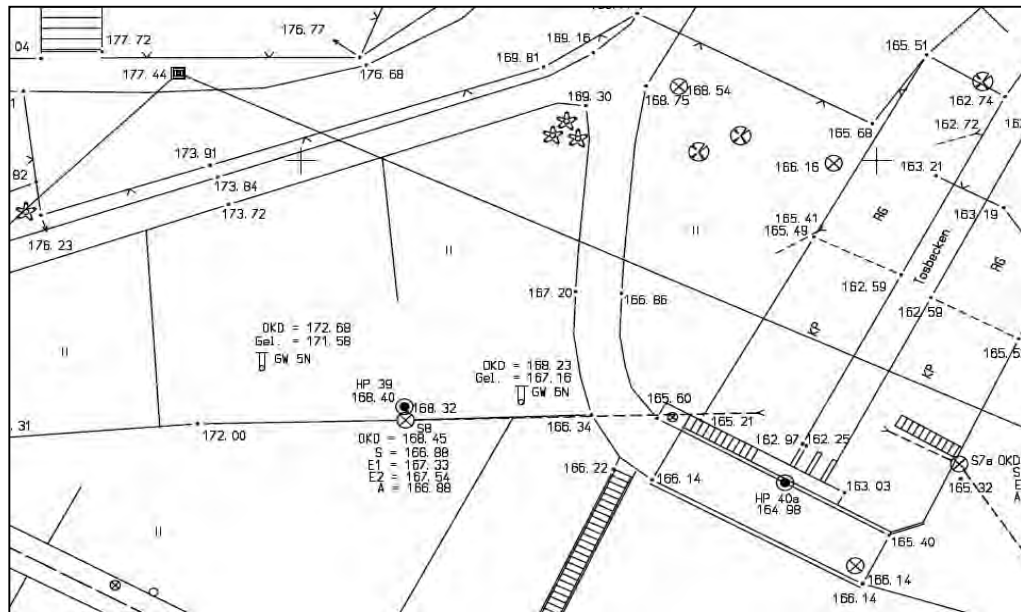 04
177. 72
176. 77
177. 44
176. 68
169. 16
169. 81
169. 30
168. 75
168. 54
165. 51
162. 74
165. 68
162. 72
166. 16
163. 21
163. 19
173. 91
82
173. 84
173. 72
176. 23
165. 41
165. 49
RG
RG
Tosbecken
II
II
162. 59
162. 59
167. 20
166. 86
KP
KP
OKD = 172. 68
Gel. = 171. 58
GW 5N
II
OKD = 168. 23
Gel. = 167. 16
GW 6N
HP 39
168. 40
168. 32
S8
OKD = 168. 45
S = 166. 88
E1 = 167. 33
E2 = 167. 54
A = 166. 88
31
172. 00
166. 34
165. 60
165. 21
162. 97
162. 25
166. 22
166. 14
HP 40a
164. 98
163. 03
S7a OKD
S
E
A
165. 32
165. 40
166. 14
166. 14
II